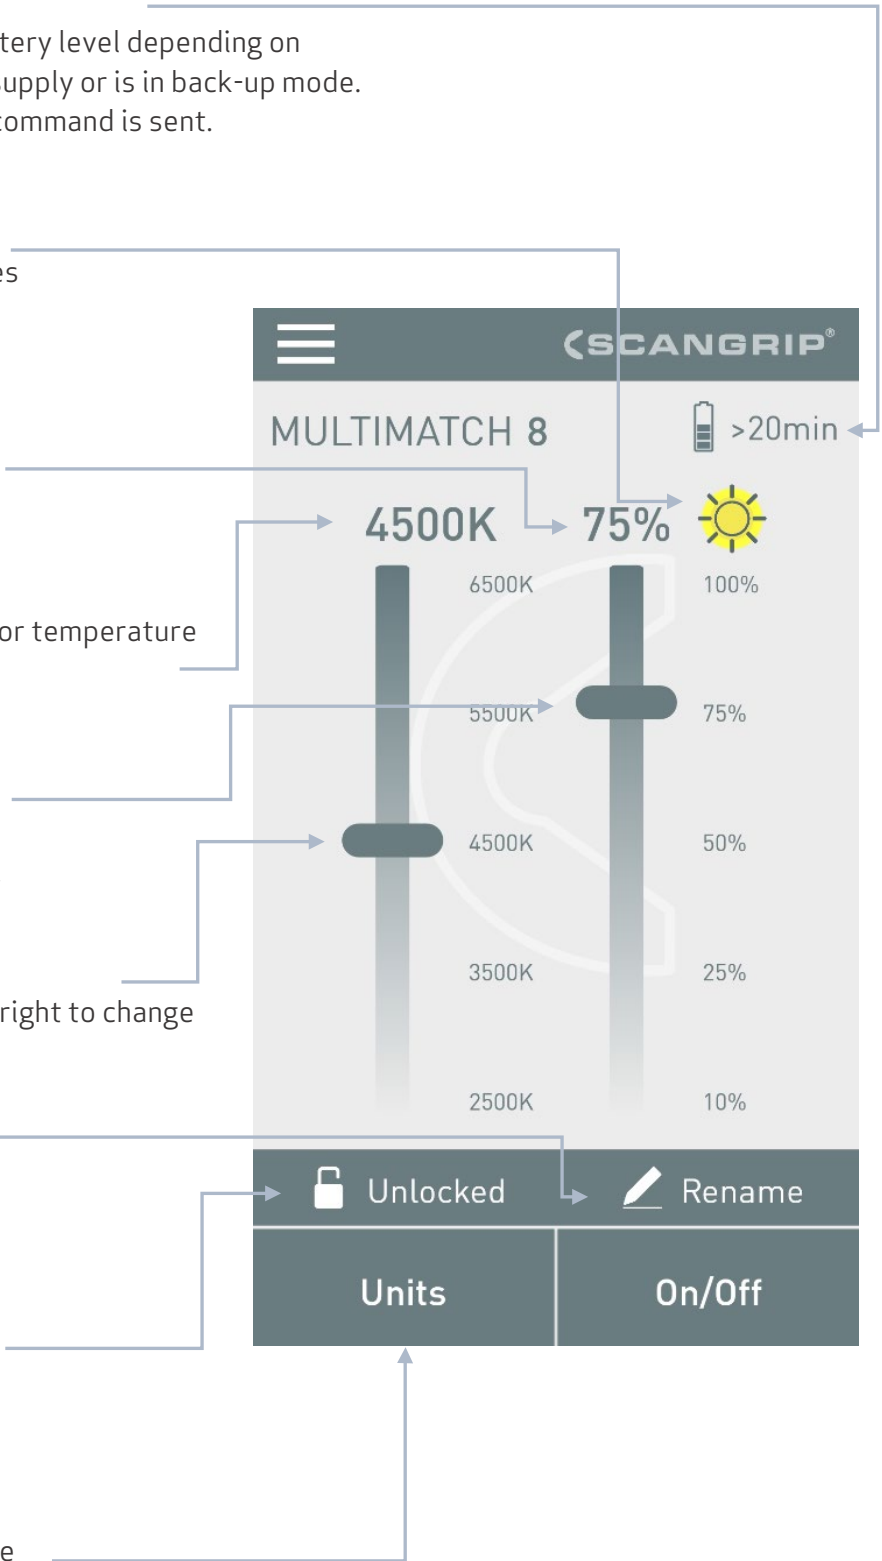 tery level depending on
supply or is in back-up mode.
command is sent.
es
SCANGRIP®
MULTIMATCH 8
>20min
4500K
75%
6500K
100%
or temperature
5500K
75%
4500K
50%
3500K
25%
right to change
2500K
10%
Unlocked
Rename
Units
On/Off
e